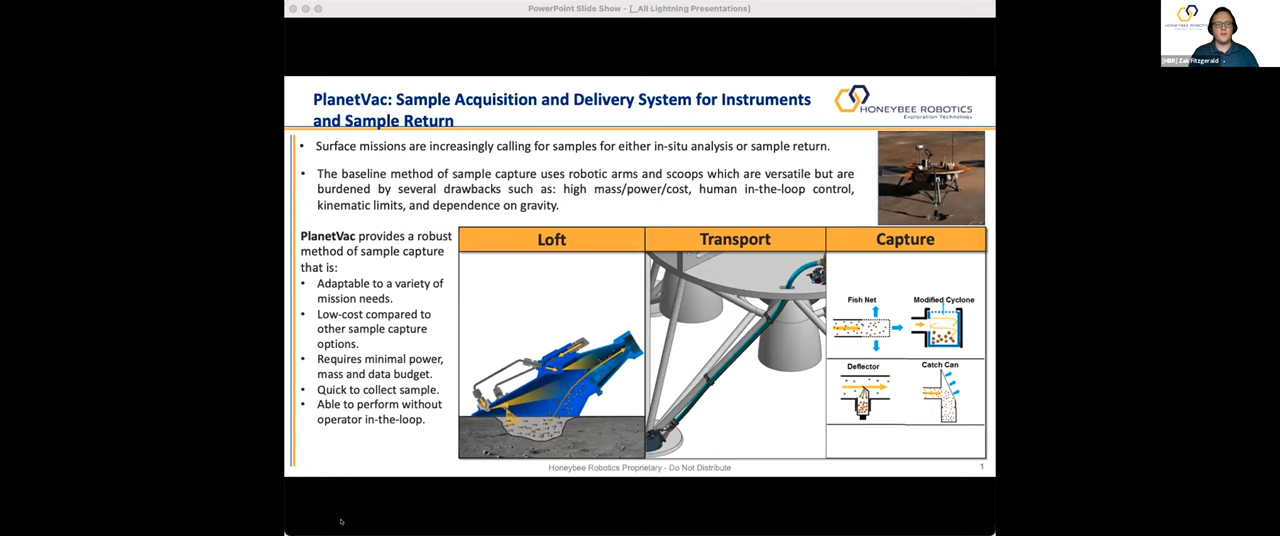 PowerPoint Slide Show - [_All Lightning Presentations]
HONEYBEE ROBOTICS
[HBR] Zak Fitzgerald
PlanetVac: Sample Acquisition and Delivery System for Instruments
and Sample Return
HONEYBEE ROBOTICS
Exploration Technology
• Surface missions are increasingly calling for samples for either in-situ analysis or sample return.
• The baseline method of sample capture uses robotic arms and scoops which are versatile but are
burdened by several drawbacks such as: high mass/power/cost, human in-the-loop control,
kinematic limits, and dependence on gravity.
PlanetVac provides a robust
method of sample capture
that is:
• Adaptable to a variety of
mission needs.
• Low-cost compared to
other sample capture
options.
• Requires minimal power,
mass and data budget.
• Quick to collect sample.
• Able to perform without
operator in-the-loop.
Loft
Transport
Capture
Fish Net
Modified Cyclone
Deflector
Catch Can
Honeybee Robotics Proprietary - Do Not Distribute
1